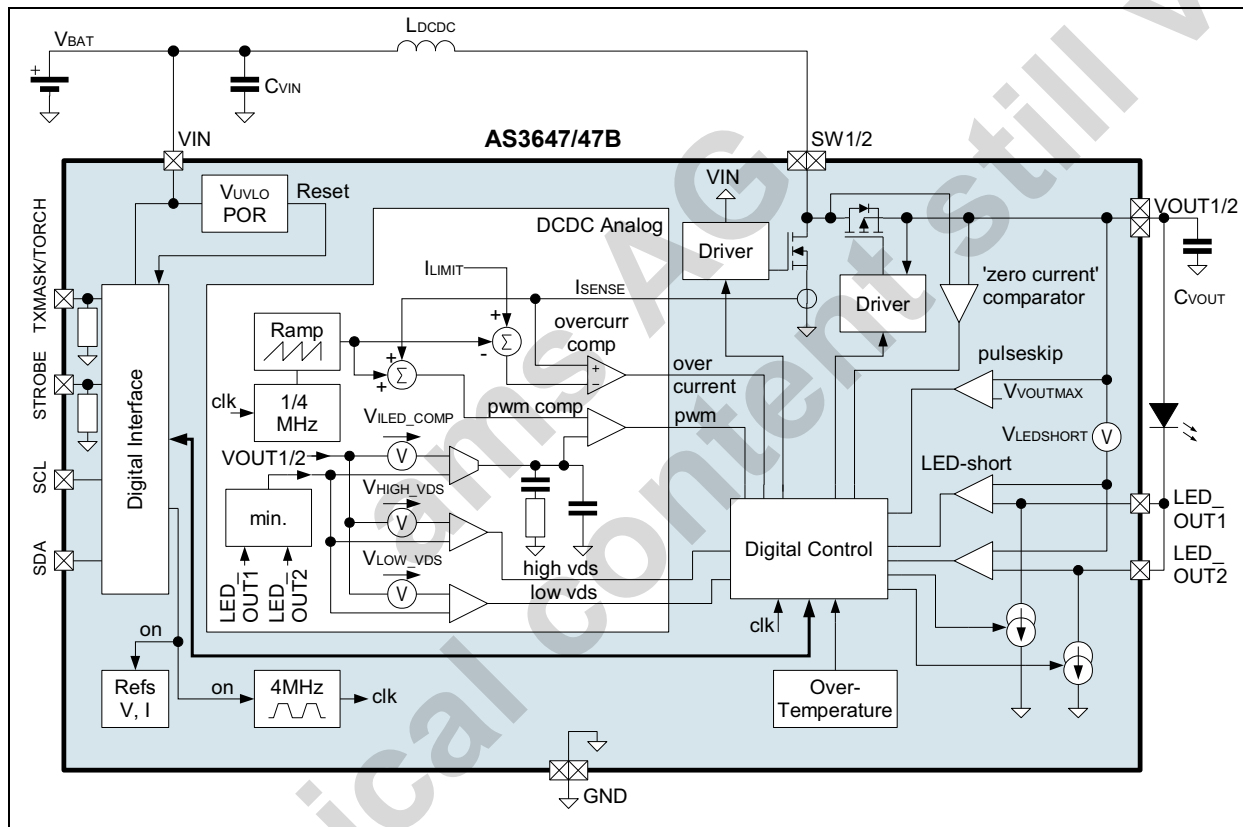 LDCDC
VBAT
+
CVIN
VIN
AS3647/47B
SW1/2
VUVLO
POR
Reset
VIN
DCDC Analog
VOUT1/2
Driver
TXMASK/TORCH
ILIMIT
ISENSE
'zero current'
comparator
CVOUT
Driver
Ramp
+
-
Σ
overcurr
comp
+
−
over
current
+
+
Σ
pulseskip
VVOUTMAX
STROBE
clk
1/4
MHz
pwm comp
pwm
VILED_COMP
V
VLEDSHORT
V
Digital Interface
VOUT1/2
LED-short
SCL
VHIGH_VDS
V
LED_
OUT1
min.
Digital Control
SDA
VLOW_VDS
V
high vds
low vds
LED_
OUT2
LED_
OUT1
LED_
OUT2
clk
on
Refs
V, I
on
4MHz
clk
Over-
Temperature
GND
ams AG
ical content still v